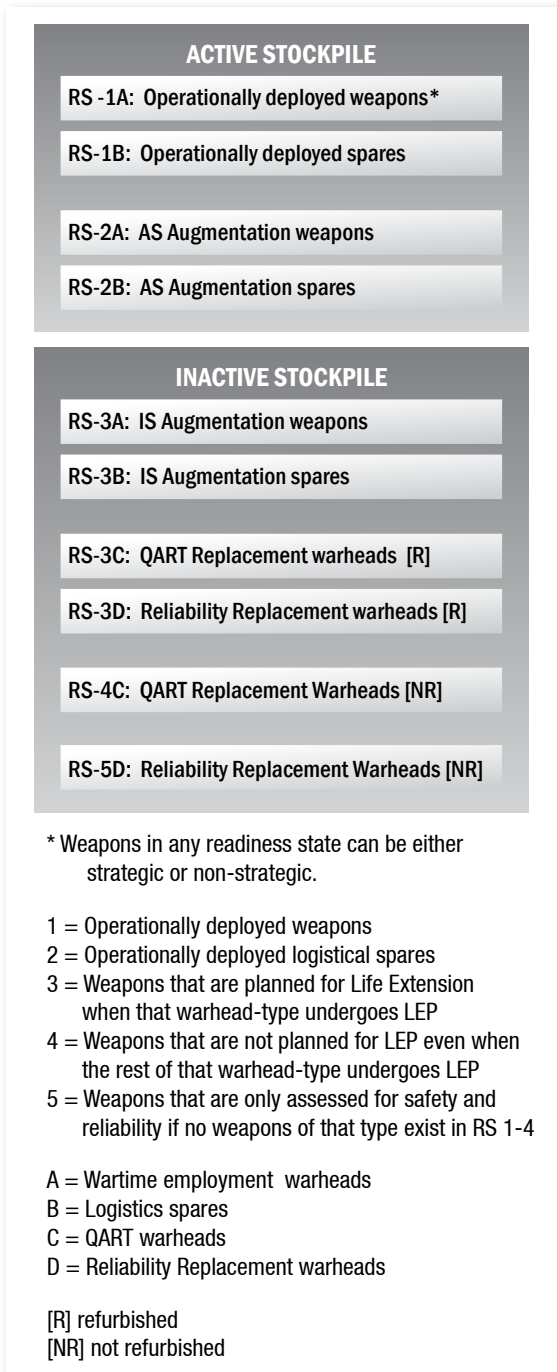 ACTIVE STOCKPILE
RS -1A: Operationally deployed weapons*
RS-1B: Operationally deployed spares
RS-2A: AS Augmentation weapons
RS-2B: AS Augmentation spares
INACTIVE STOCKPILE
RS-3A: IS Augmentation weapons
RS-3B: IS Augmentation spares
RS-3C: QART Replacement warheads [R]
RS-3D: Reliability Replacement warheads [R]
RS-4C: QART Replacement Warheads [NR]
RS-5D: Reliability Replacement Warheads [NR]
* Weapons in any readiness state can be either
strategic or non-strategic.
1 = Operationally deployed weapons
2 = Operationally deployed logistical spares
3 = Weapons that are planned for Life Extension
when that warhead-type undergoes LEP
4 = Weapons that are not planned for LEP even when
the rest of that warhead-type undergoes LEP
5 = Weapons that are only assessed for safety and
reliability if no weapons of that type exist in RS 1-4
A = Wartime employment warheads
B = Logistics spares
C = QART warheads
D = Reliability Replacement warheads
[R] refurbished
[NR] not refurbished